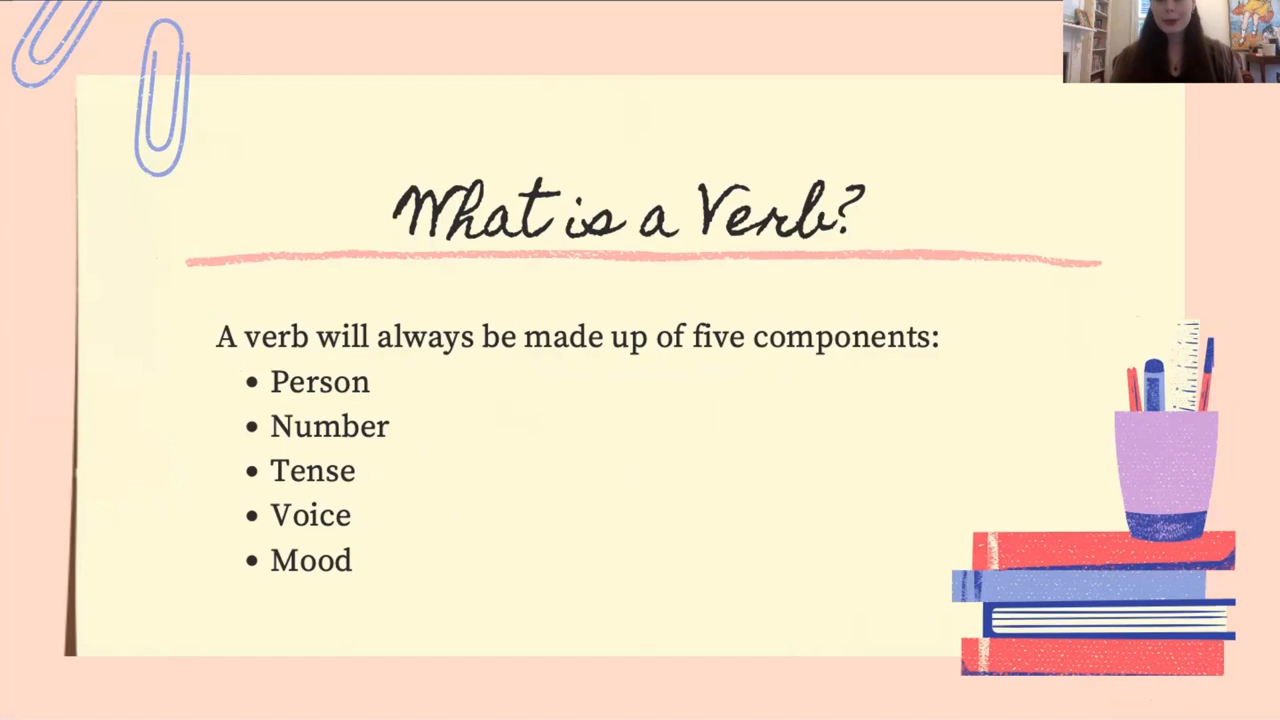 What is a Verb?
A verb will always be made up of five components:
• Person
• Number
• Tense
• Voice
• Mood